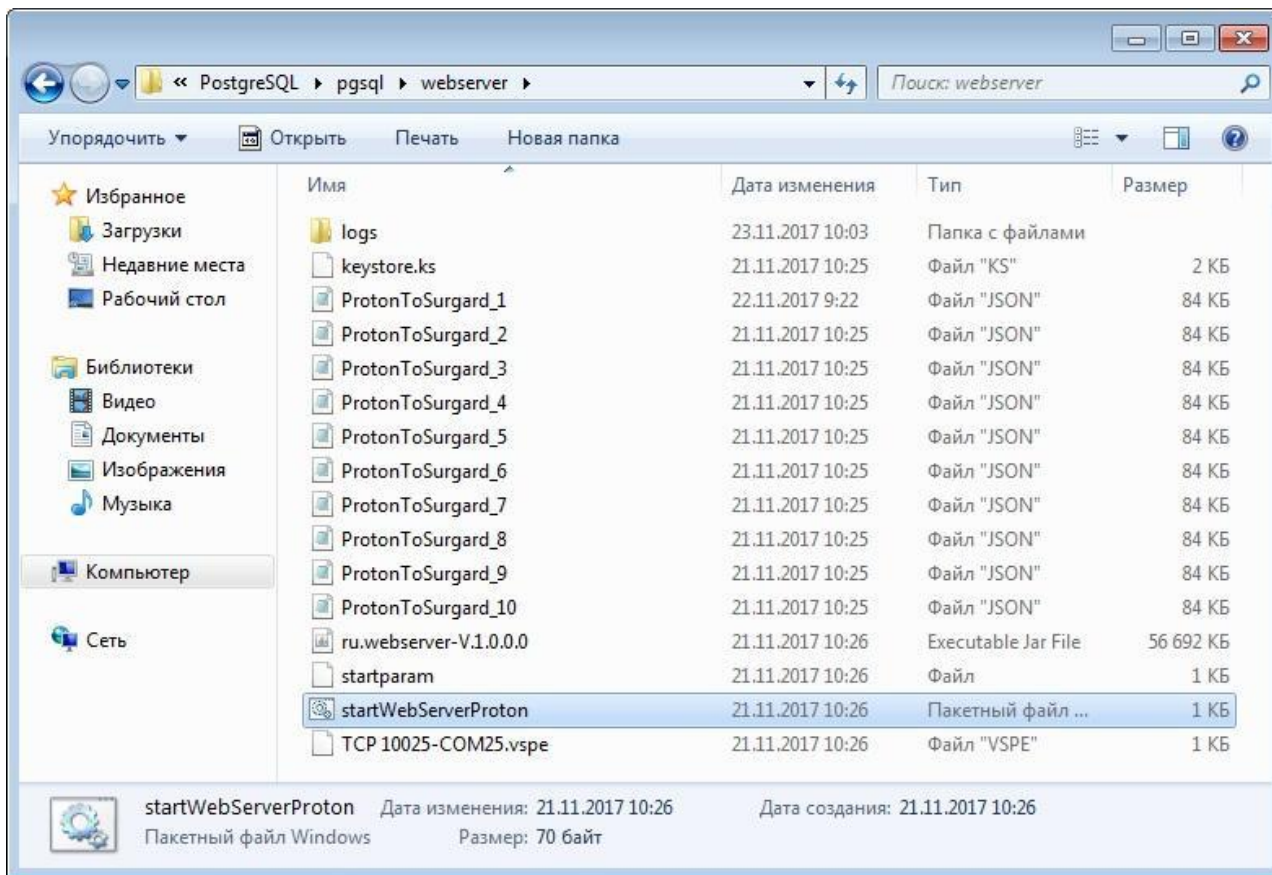 « PostgreSQL pgsql webserver Поиск: webserver
Упорядочить Открыть Печать Новая папка
Избранное
Загрузки
Недавние места
Рабочий стол
Библиотеки
Видео
Документы
Изображения
Музыка
Компьютер
Сеть
Имя Дата изменения Тип Размер
logs 23.11.2017 10:03 Папка с файлами
keystore.ks 21.11.2017 10:25 Файл "KS" 2 КБ
ProtonToSurgard_1 22.11.2017 9:22 Файл "JSON" 84 КБ
ProtonToSurgard_2 21.11.2017 10:25 Файл "JSON" 84 КБ
ProtonToSurgard_3 21.11.2017 10:25 Файл "JSON" 84 КБ
ProtonToSurgard_4 21.11.2017 10:25 Файл "JSON" 84 КБ
ProtonToSurgard_5 21.11.2017 10:25 Файл "JSON" 84 КБ
ProtonToSurgard_6 21.11.2017 10:25 Файл "JSON" 84 КБ
ProtonToSurgard_7 21.11.2017 10:25 Файл "JSON" 84 КБ
ProtonToSurgard_8 21.11.2017 10:25 Файл "JSON" 84 КБ
ProtonToSurgard_9 21.11.2017 10:25 Файл "JSON" 84 КБ
ProtonToSurgard_10 21.11.2017 10:25 Файл "JSON" 84 КБ
ru.webserver-V.1.0.0.0 21.11.2017 10:26 Executable Jar File 56 692 КБ
startparam 21.11.2017 10:26 Файл 1 КБ
startWebServerProton 21.11.2017 10:26 Пакетный файл ... 1 КБ
TCP 10025-COM25.vspe 21.11.2017 10:26 Файл "VSPE" 1 КБ
startWebServerProton Дата изменения: 21.11.2017 10:26 Дата создания: 21.11.2017 10:26
Пакетный файл Windows Размер: 70 байт